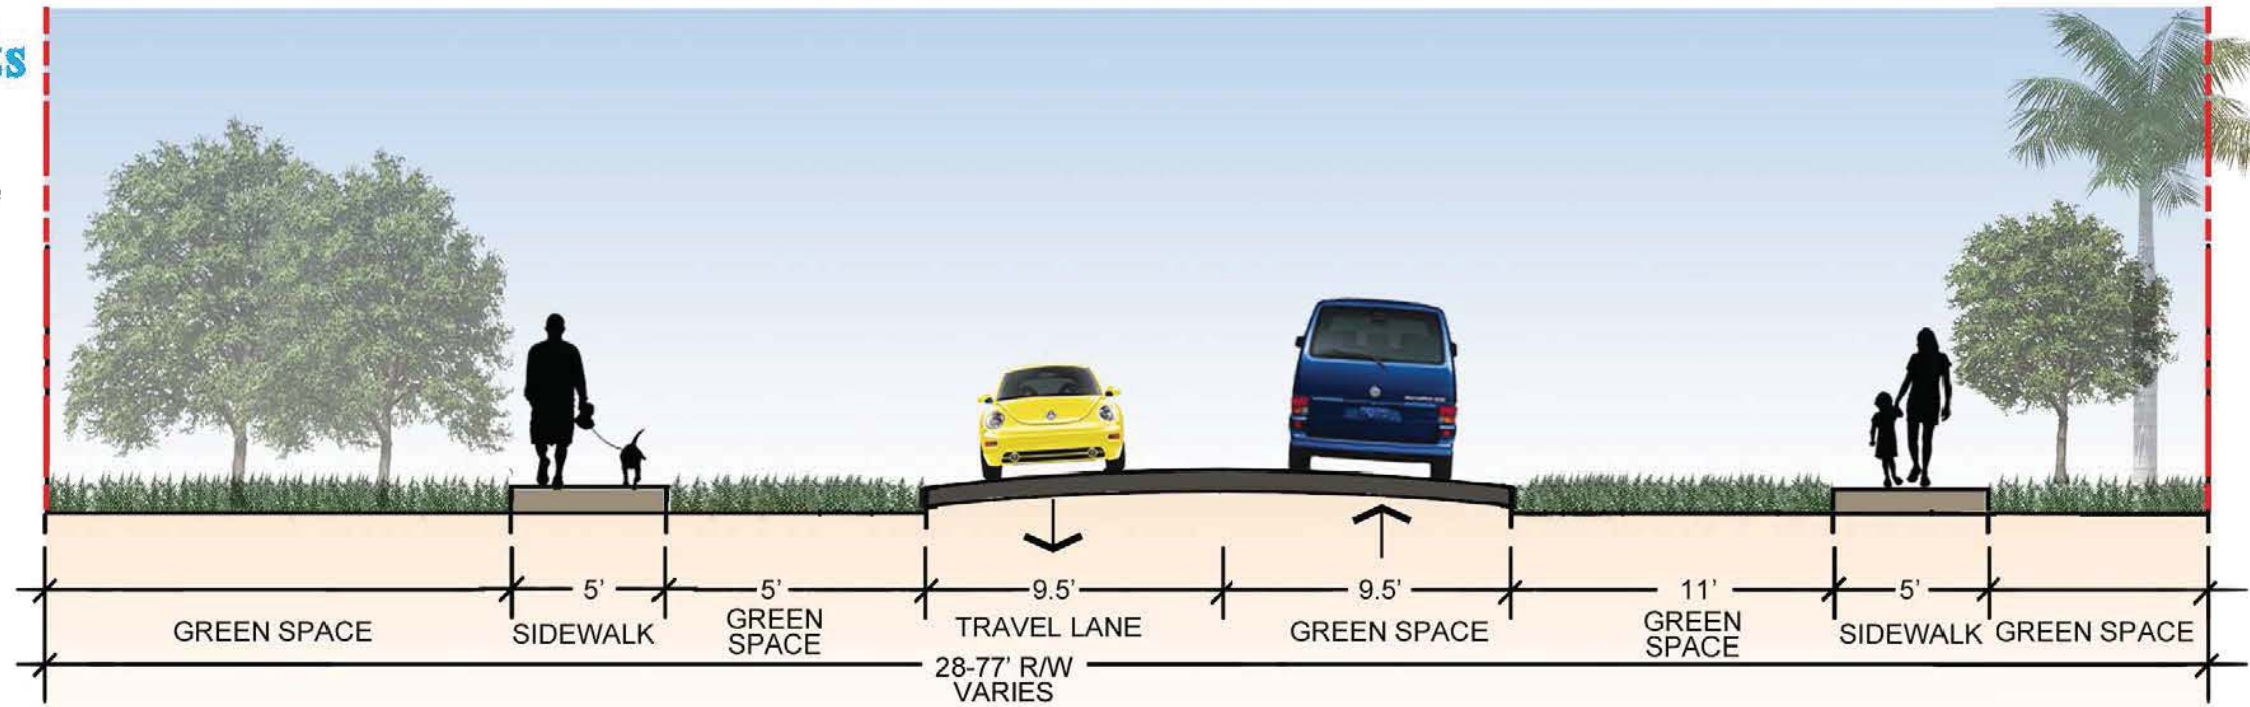 5'
5'
9.5'
9.5'
11'
5'
GREEN SPACE
SIDEWALK
GREEN
SPACE
TRAVEL LANE
GREEN SPACE
GREEN
SPACE
SIDEWALK
GREEN SPACE
28-77' R/W
VARIES